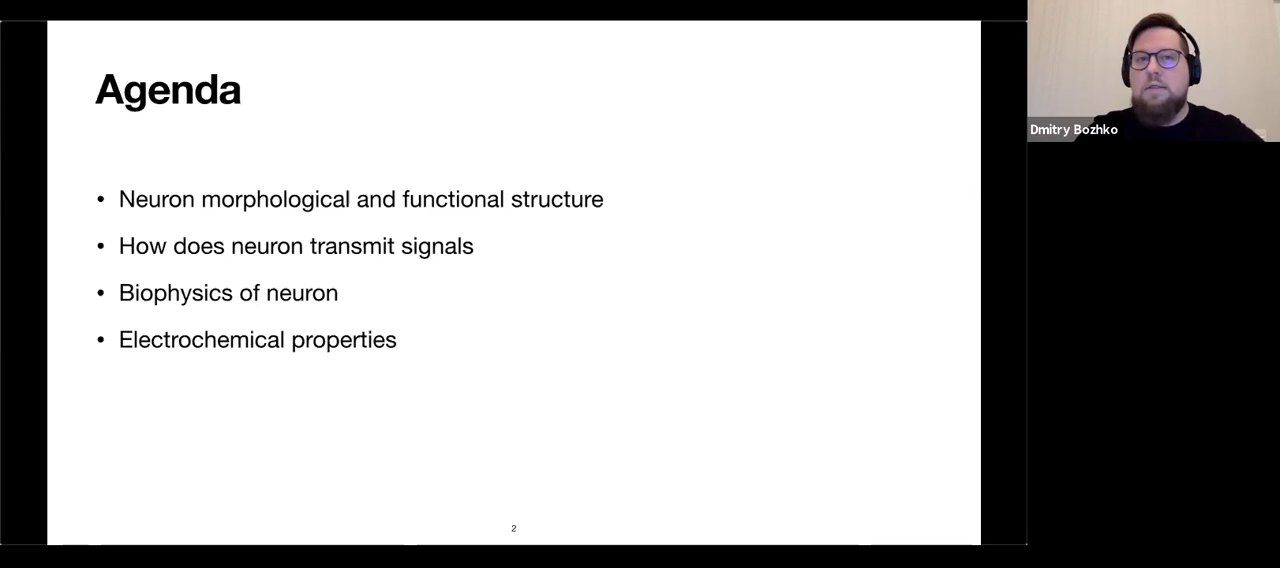 Agenda
• Neuron morphological and functional structure
• How does neuron transmit signals
• Biophysics of neuron
• Electrochemical properties
2
Dmitry Bozhko